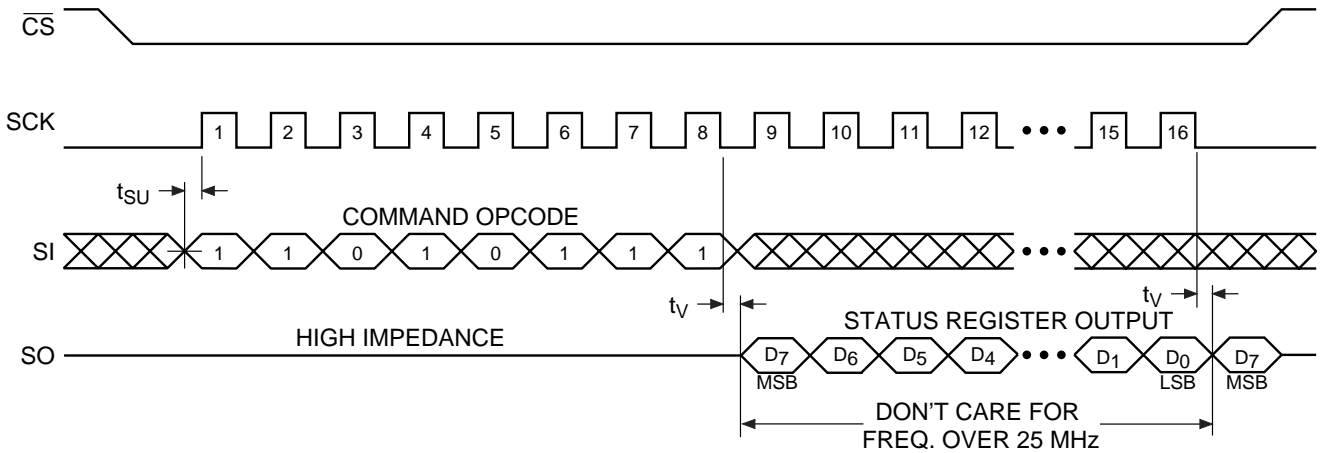 CS
SCK
1 2 3 4 5 6 7 8 9 10 11 12 ••• 15 16
tSU
COMMAND OPCODE
SI
1 1 0 1 0 1 1 1 •••
tV
tV
HIGH IMPEDANCE
STATUS REGISTER OUTPUT
SO
D7 D6 D5 D4 ••• D1 D0 D7
MSB LSB MSB
DON'T CARE FOR
FREQ. OVER 25 MHz